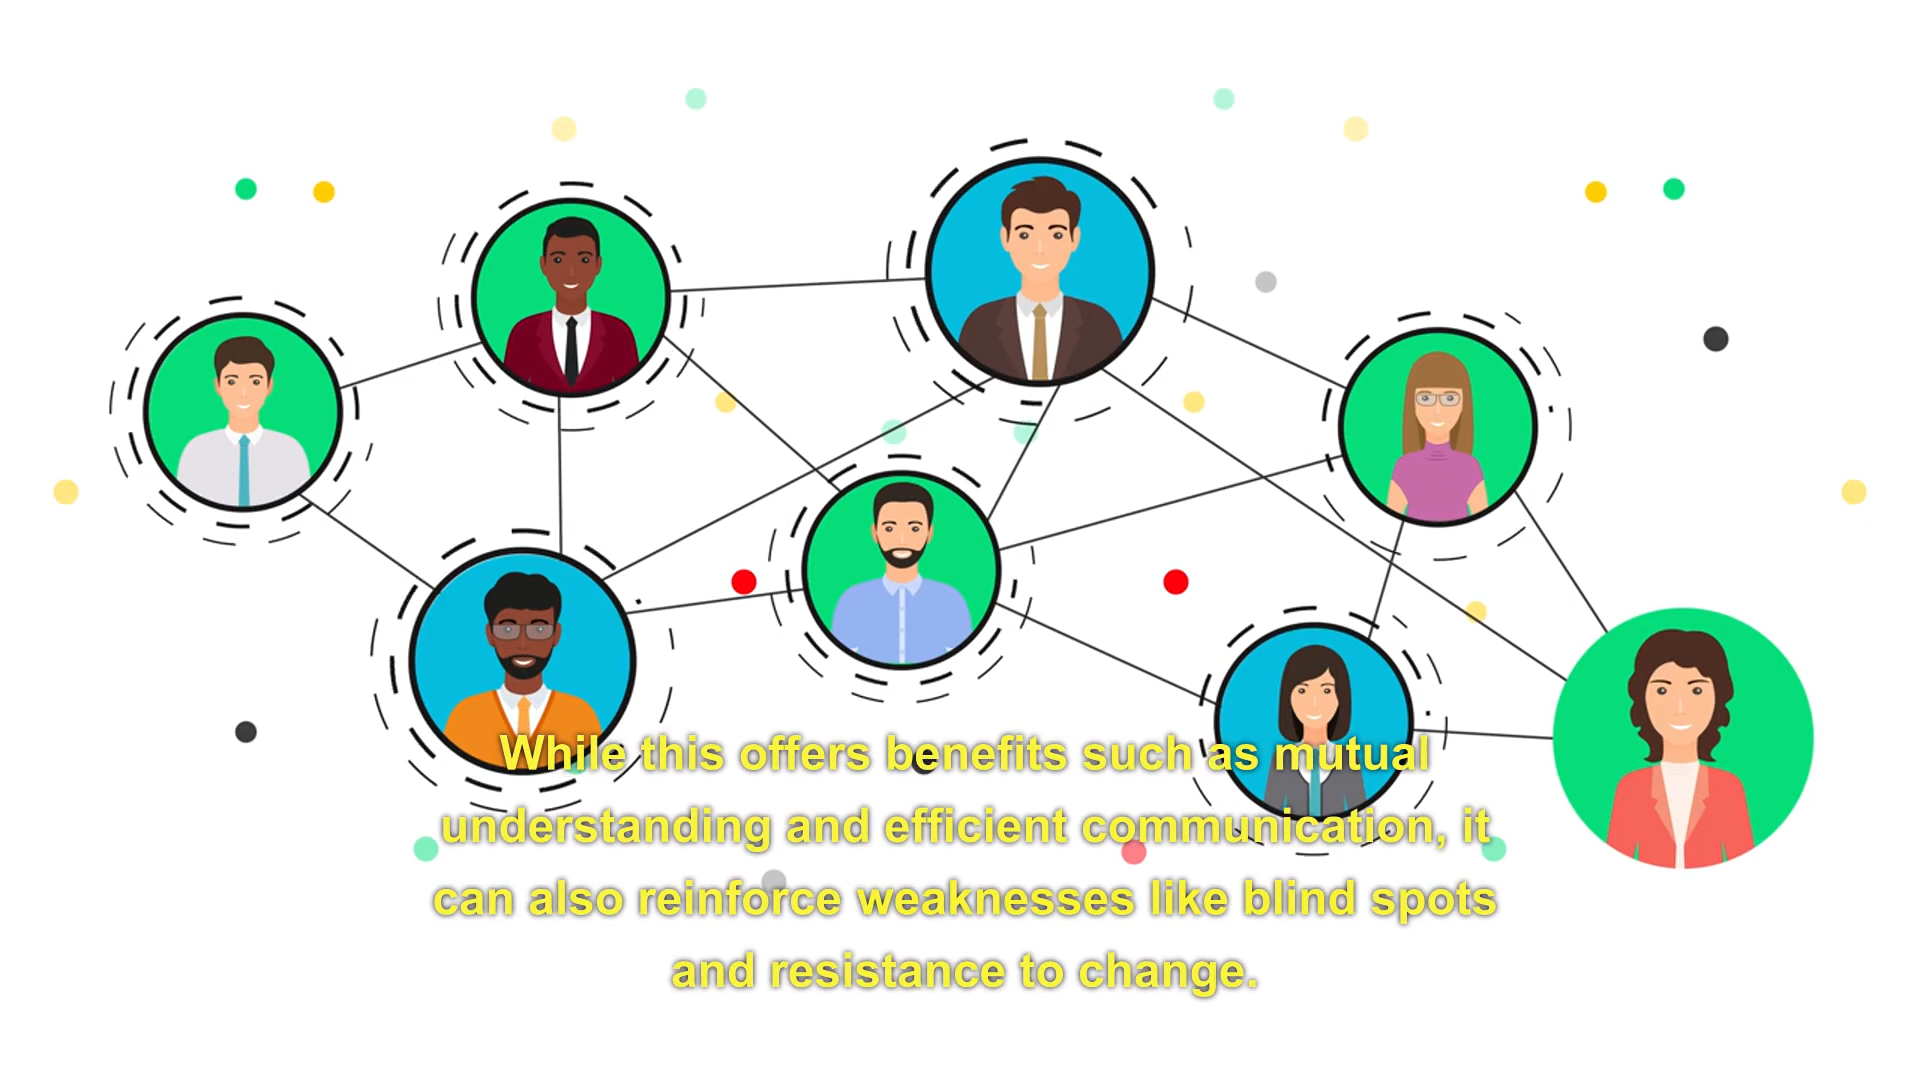 While this offers benefits such as mutual
understanding and efficient communication, it
can also reinforce weaknesses like blind spots
and resistance to change.